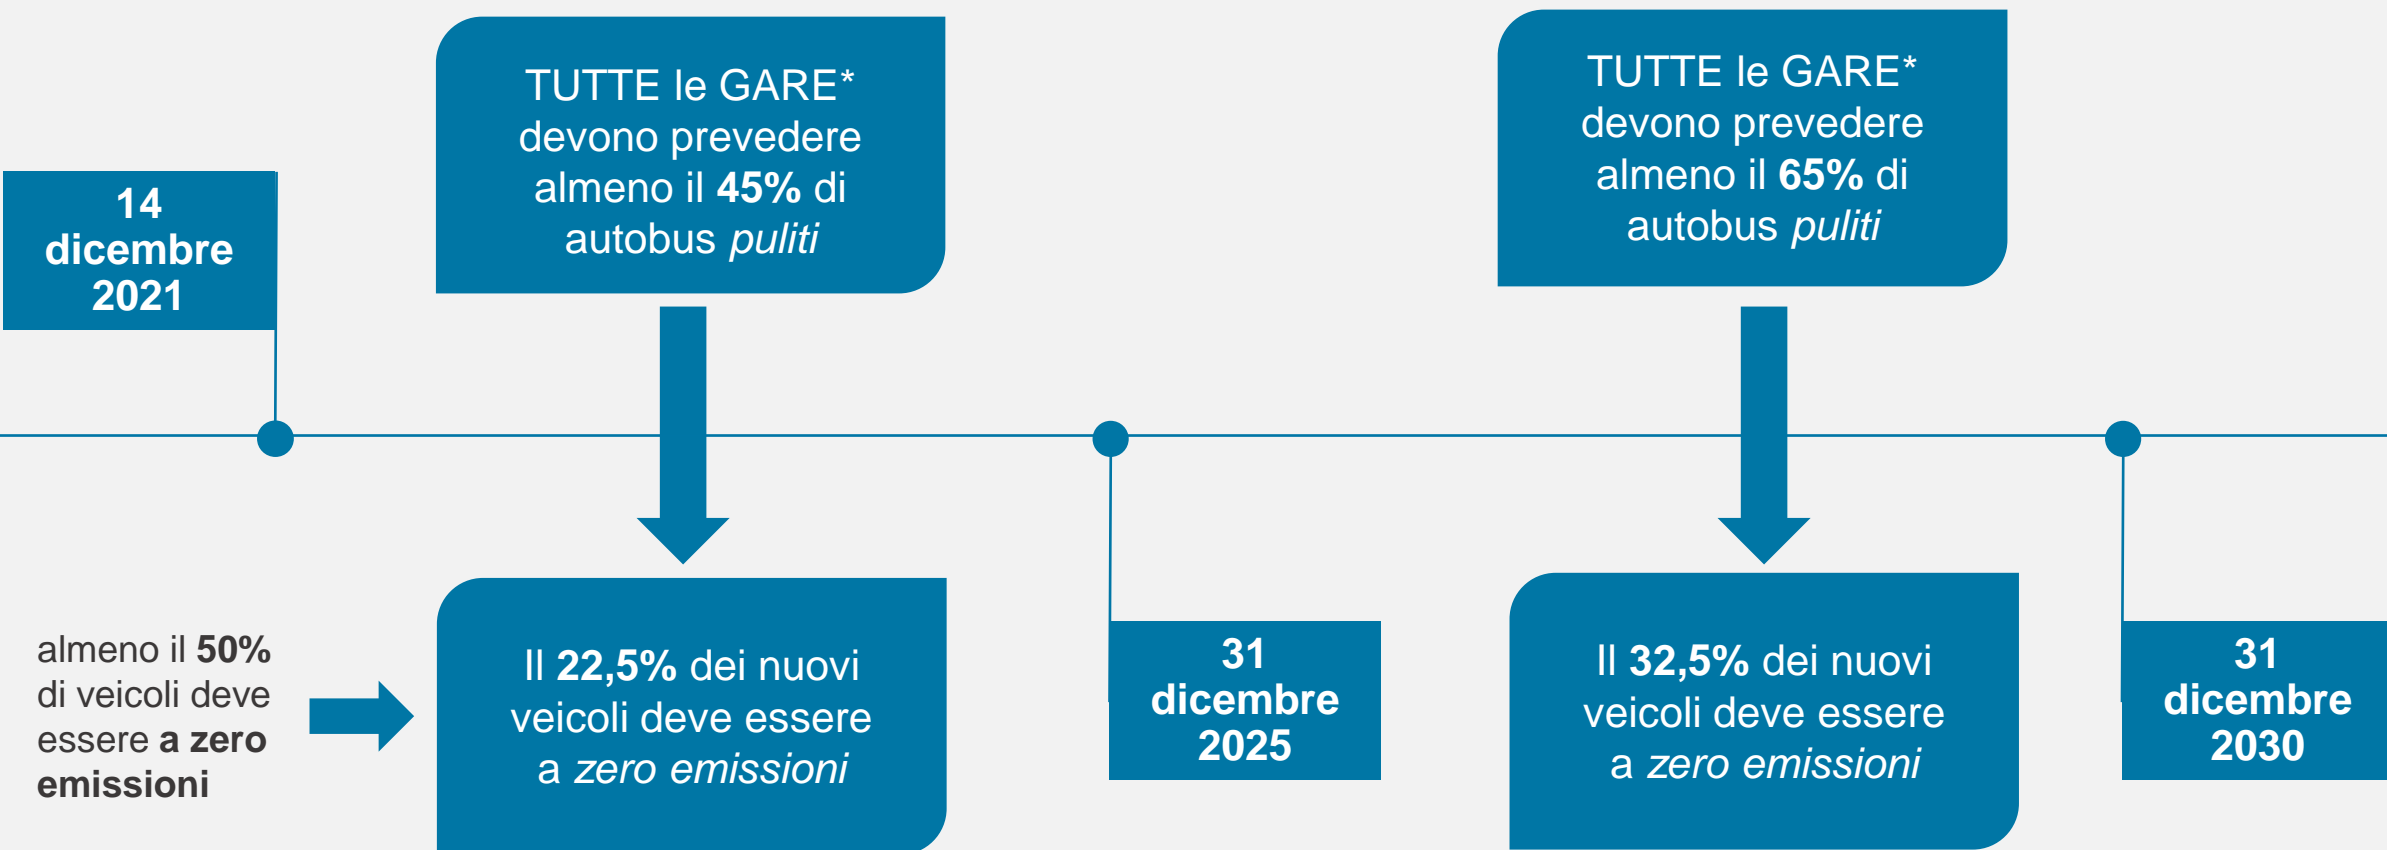 14
dicembre
2021
TUTTE le GARE*
devono prevedere
almeno il 45% di
autobus puliti
TUTTE le GARE*
devono prevedere
almeno il 65% di
autobus puliti
almeno il 50%
di veicoli deve
essere a zero
emissioni
Il 22,5% dei nuovi
veicoli deve essere
a zero emissioni
31
dicembre
2025
Il 32,5% dei nuovi
veicoli deve essere
a zero emissioni
31
dicembre
2030